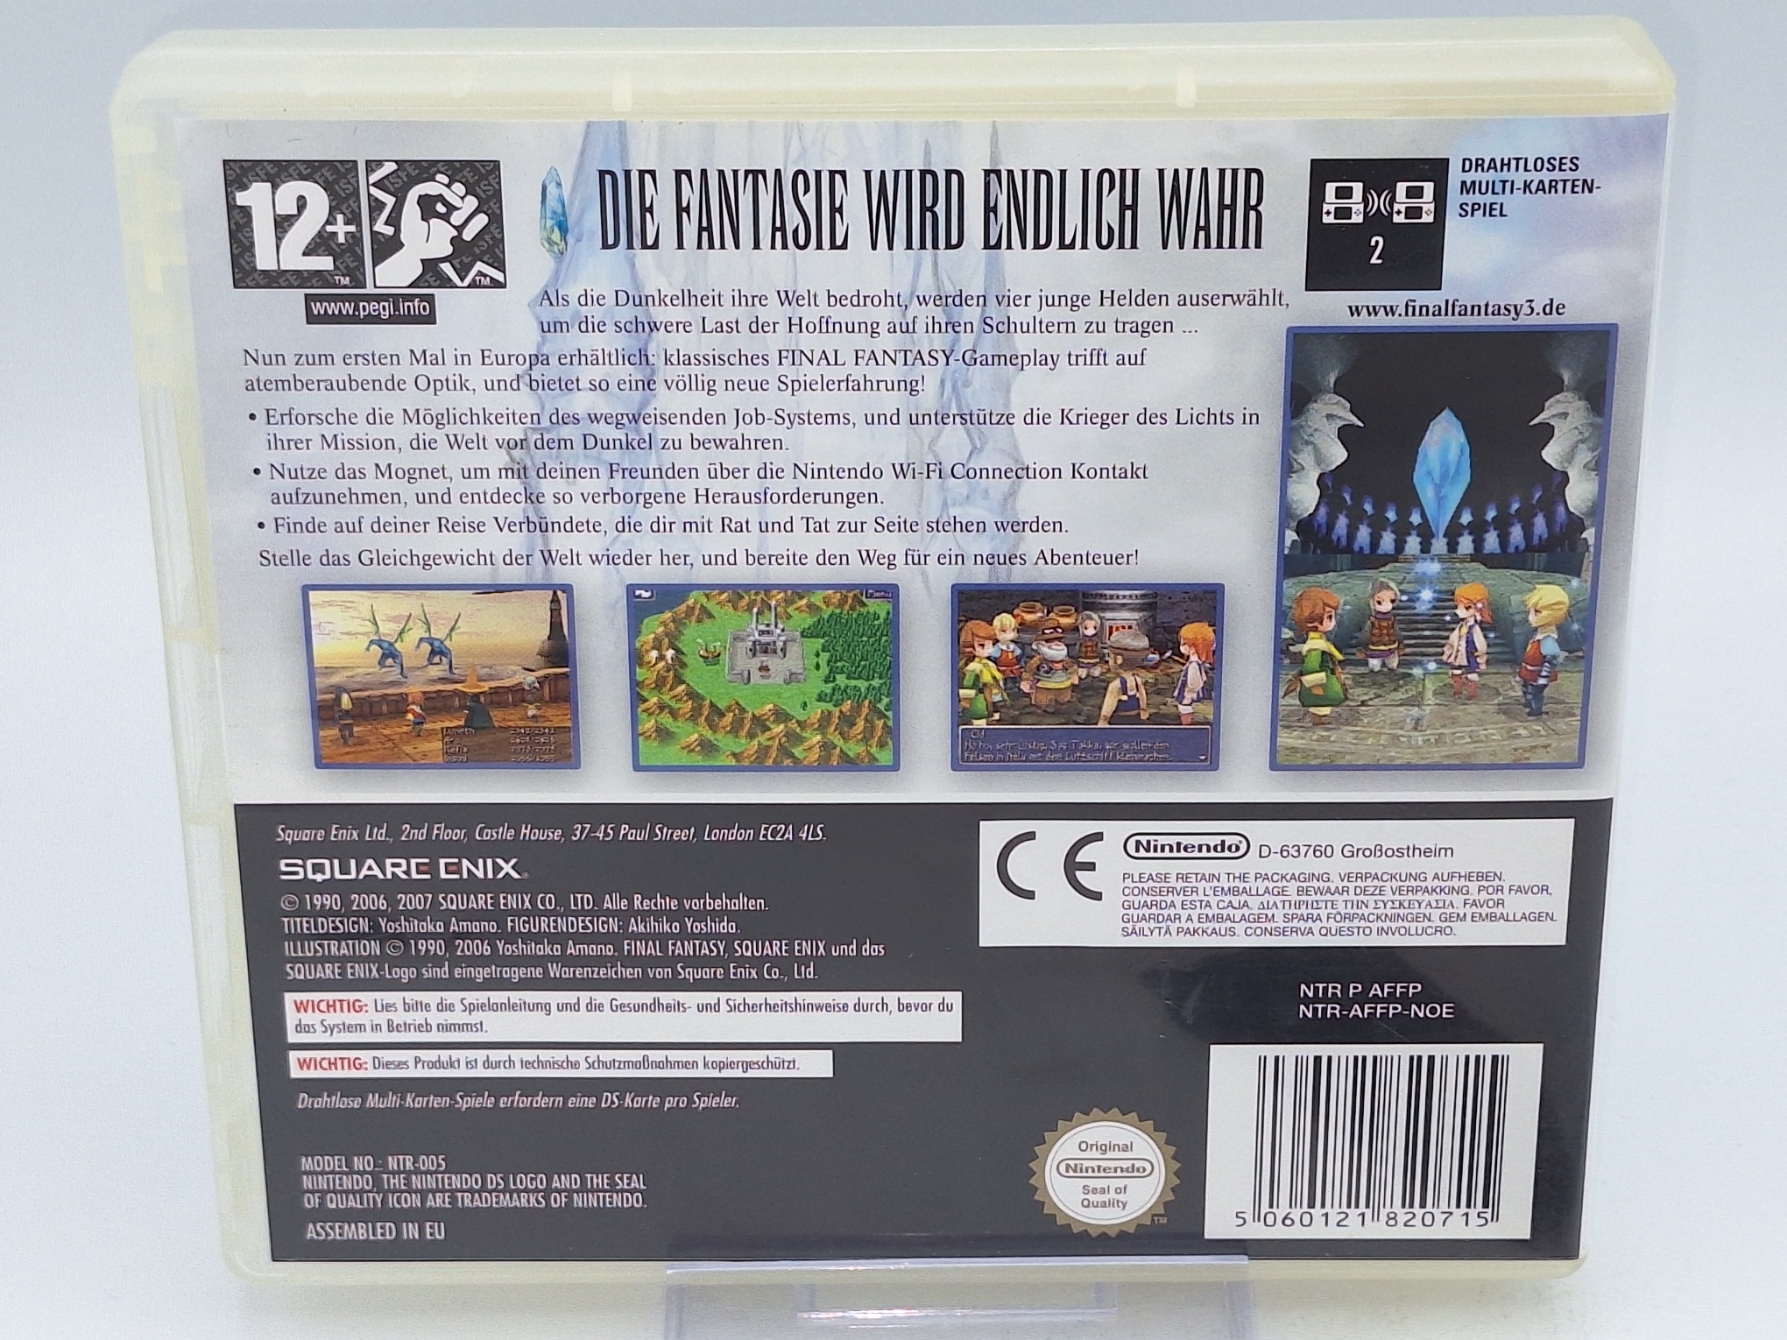 12+
™
™
www.pegi.info
DIE FANTASIE WIRD ENDLICH WAHR
2
DRAHTLOSES
MULTI-KARTEN-
SPIEL
www.finalfantasy3.de
Als die Dunkelheit ihre Welt bedroht, werden vier junge Helden auserwählt,
um die schwere Last der Hoffnung auf ihren Schultern zu tragen ...
Nun zum ersten Mal in Europa erhältlich: klassisches FINAL FANTASY-Gameplay trifft auf
atemberaubende Optik, und bietet so eine völlig neue Spielerfahrung!
• Erforsche die Möglichkeiten des wegweisenden Job-Systems, und unterstütze die Krieger des Lichts in
ihrer Mission, die Welt vor dem Dunkel zu bewahren.
• Nutze das Mognet, um mit deinen Freunden über die Nintendo Wi-Fi Connection Kontakt
aufzunehmen, und entdecke so verborgene Herausforderungen.
• Finde auf deiner Reise Verbündete, die dir mit Rat und Tat zur Seite stehen werden.
Stelle das Gleichgewicht der Welt wieder her, und bereite den Weg für ein neues Abenteuer!
Menü
Cid
Square Enix Ltd., 2nd Floor, Castle House, 37-45 Paul Street, London EC2A 4LS.
SQUARE ENIX
© 1990, 2006, 2007 SQUARE ENIX CO., LTD. Alle Rechte vorbehalten.
TITELDESIGN: Yoshitaka Amano. FIGURENDESIGN: Akihiko Yoshida.
ILLUSTRATION © 1990, 2006 Yoshitaka Amano. FINAL FANTASY, SQUARE ENIX und das
SQUARE ENIX-Logo sind eingetragene Warenzeichen von Square Enix Co., Ltd.
WICHTIG: Lies bitte die Spielanleitung und die Gesundheits- und Sicherheitshinweise durch, bevor du
das System in Betrieb nimmst.
WICHTIG: Dieses Produkt ist durch technische Schutzmaßnahmen kopiergeschützt.
Drahtlose Multi-Karten-Spiele erfordern eine DS-Karte pro Spieler.
MODEL NO.: NTR-005
NINTENDO, THE NINTENDO DS LOGO AND THE SEAL
OF QUALITY ICON ARE TRADEMARKS OF NINTENDO.
ASSEMBLED IN EU
CE
Nintendo® D-63760 Großostheim
PLEASE RETAIN THE PACKAGING. VERPACKUNG AUFHEBEN.
CONSERVER L'EMBALLAGE. BEWAAR DEZE VERPAKKING. POR FAVOR,
GUARDA ESTA CAJA. ΔΙΑΤΗΡΗΣΤΕ ΤΗΝ ΣΥΣΚΕΥΑΣΙΑ. FAVOR
GUARDAR A EMBALAGEM. SPARA FÖRPACKNINGEN. GEM EMBALLAGEN.
SÄILYTÄ PAKKAUS. CONSERVA QUESTO INVOLUCRO.
NTR P AFFP
NTR-AFFP-NOE
Original
Nintendo
Seal of
Quality
™
5 060121 820715